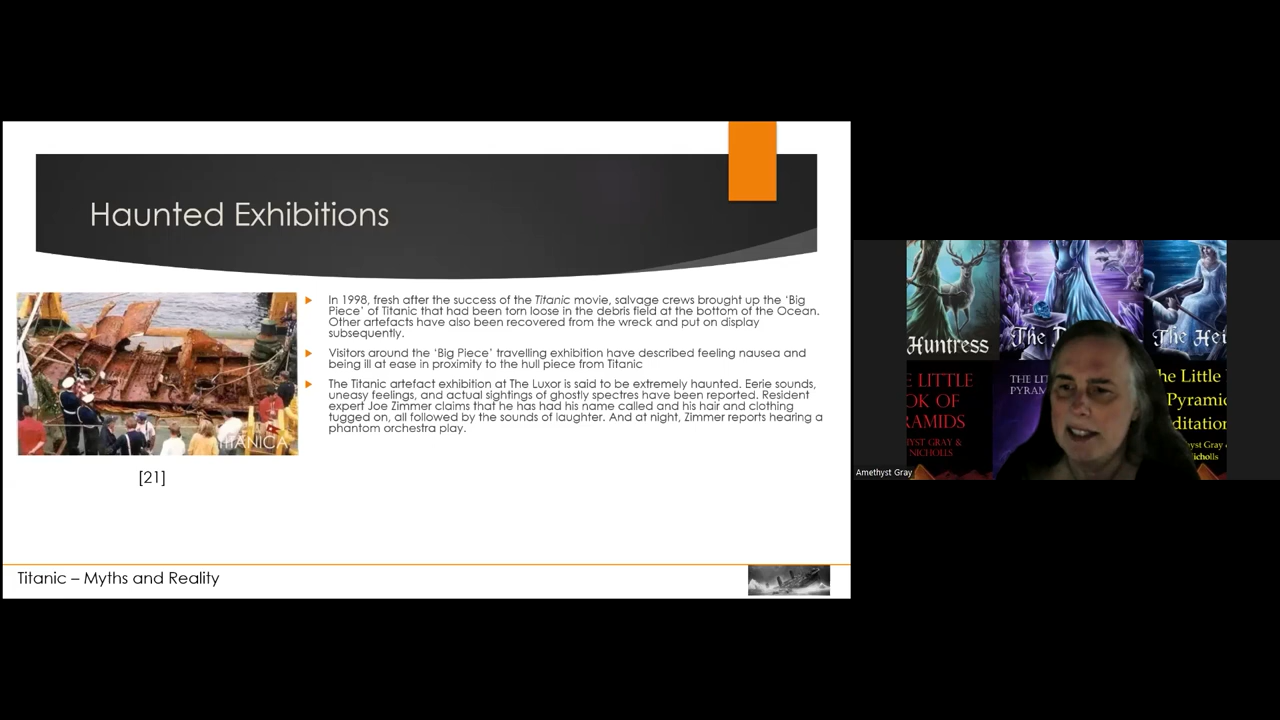 Haunted Exhibitions
In 1998, fresh after the success of the Titanic movie, salvage crews brought up the ‘Big
Piece’ of Titanic that had been torn loose in the debris field at the bottom of the Ocean.
Other artefacts have also been recovered from the wreck and put on display
subsequently.
Visitors around the ‘Big Piece’ travelling exhibition have described feeling nausea and
being ill at ease in proximity to the hull piece from Titanic
The Titanic artefact exhibition at The Luxor is said to be extremely haunted. Eerie sounds,
uneasy feelings, and actual sightings of ghostly spectres have been reported. Resident
expert Joe Zimmer claims that he has had his name called and his hair and clothing
tugged on, all followed by the sounds of laughter. And at night, Zimmer reports hearing a
phantom orchestra play.
TITANICA
[21]
Titanic – Myths and Reality
Huntress
The
The Hei
LITTLE
OK OF
RAMIDS
YST GRAY &
NICHOLLS
THE
PYRAM
he Little
Pyramid
ditation
yst Gray &
icholls
Amethyst Gray